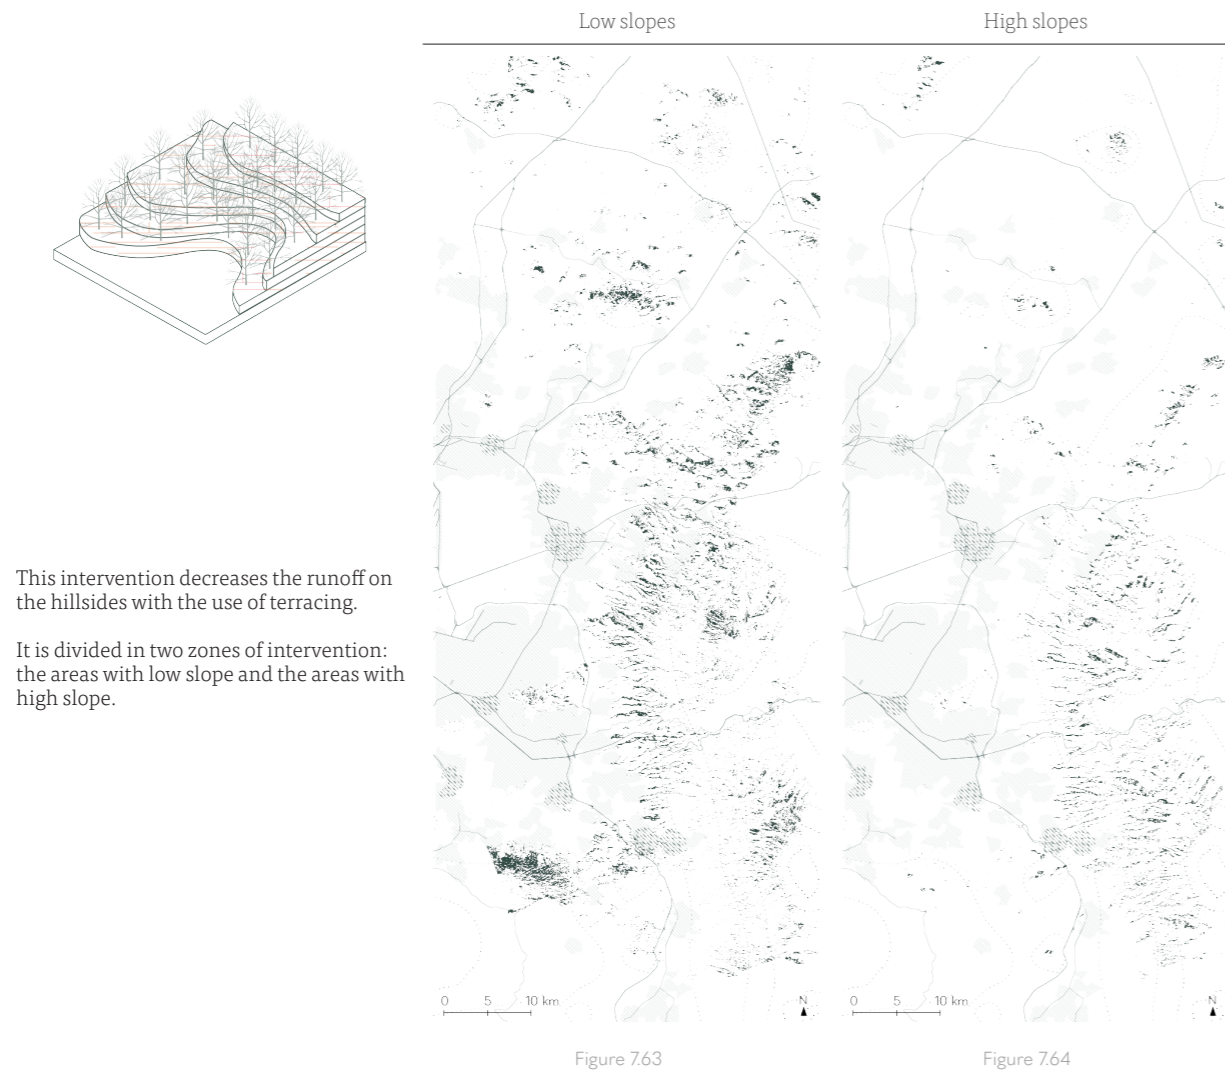 Low slopes
High slopes
This intervention decreases the runoff on
the hillsides with the use of terracing.
It is divided in two zones of intervention:
the areas with low slope and the areas with
high slope.
0 5 10 km
N
0 5 10 km
N
Figure 7.63
Figure 7.64